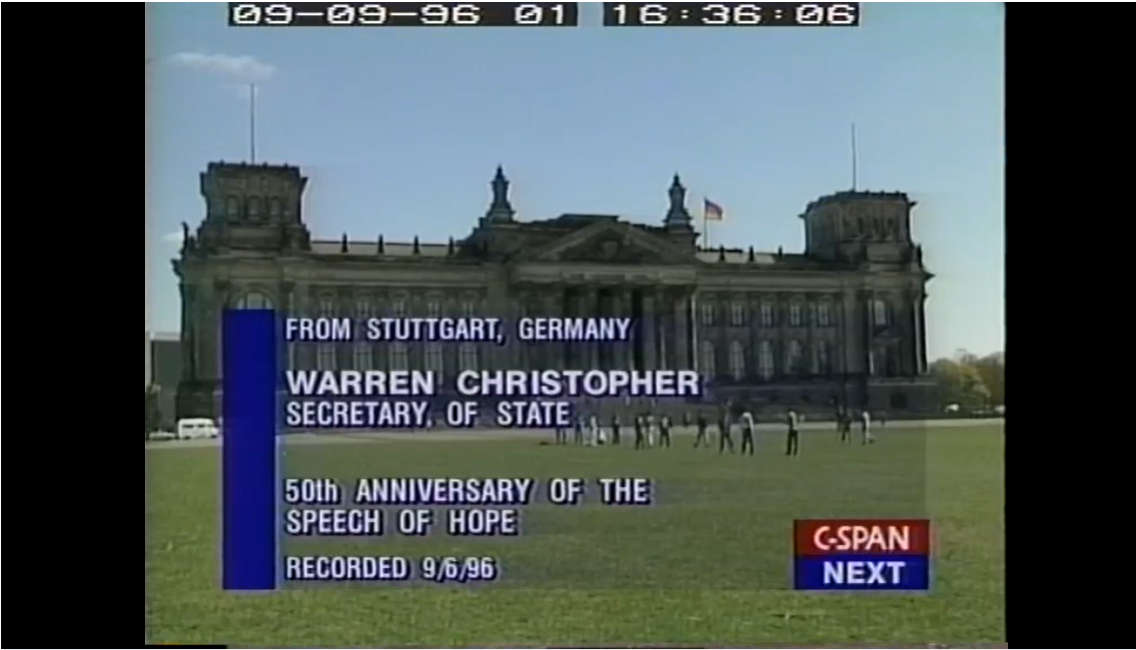 09-09-96 01 16:36:06
FROM STUTTGART, GERMANY
WARREN CHRISTOPHER
SECRETARY, OF STATE
50th ANNIVERSARY OF THE
SPEECH OF HOPE
RECORDED 9/6/96
C-SPAN
NEXT